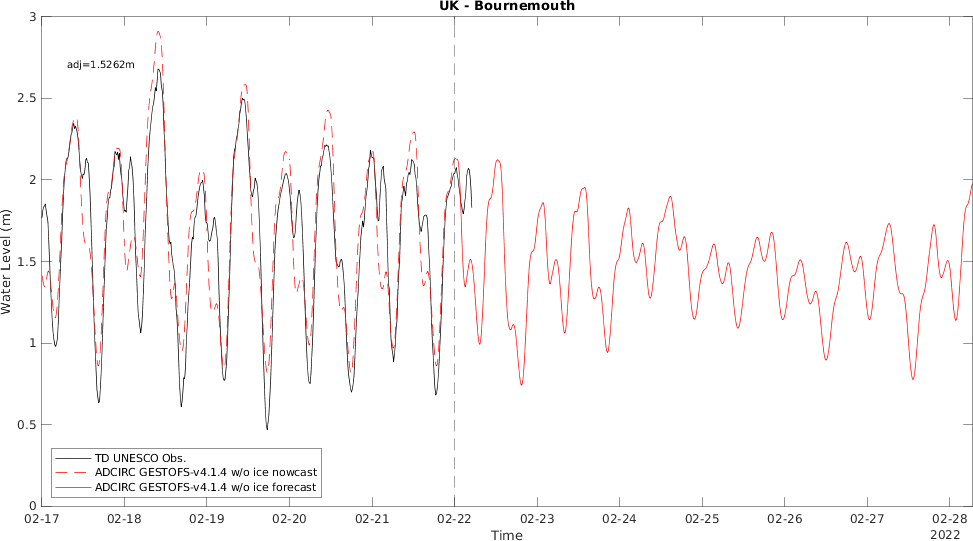 UK - Bournemouth
adj=1.5262m
3
2.5
2
1.5
1
0.5
0
Water Level (m)
TD UNESCO Obs.
ADCIRC GESTOFS-v4.1.4 w/o ice nowcast
ADCIRC GESTOFS-v4.1.4 w/o ice forecast
02-17 02-18 02-19 02-20 02-21 02-22 02-23 02-24 02-25 02-26 02-27 02-28
2022
Time